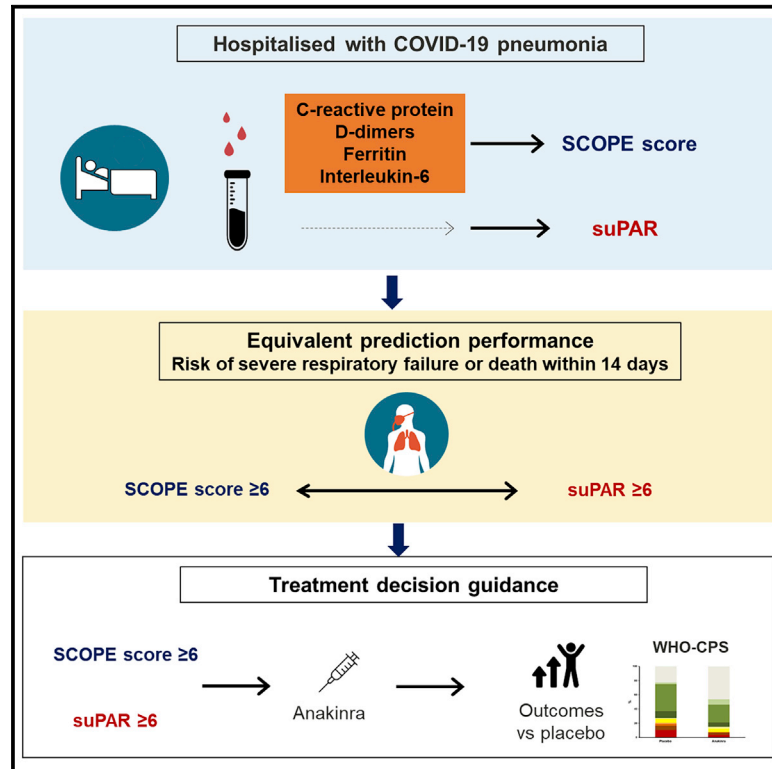 Hospitalised with COVID-19 pneumonia
C-reactive protein
D-dimers
Ferritin
Interleukin-6
SCOPE score
suPAR
Equivalent prediction performance
Risk of severe respiratory failure or death within 14 days
SCOPE score ≥6
suPAR ≥6
Treatment decision guidance
SCOPE score ≥6
suPAR ≥6
Anakinra
Outcomes
vs placebo
WHO-CPS
Placebo
Anakinra